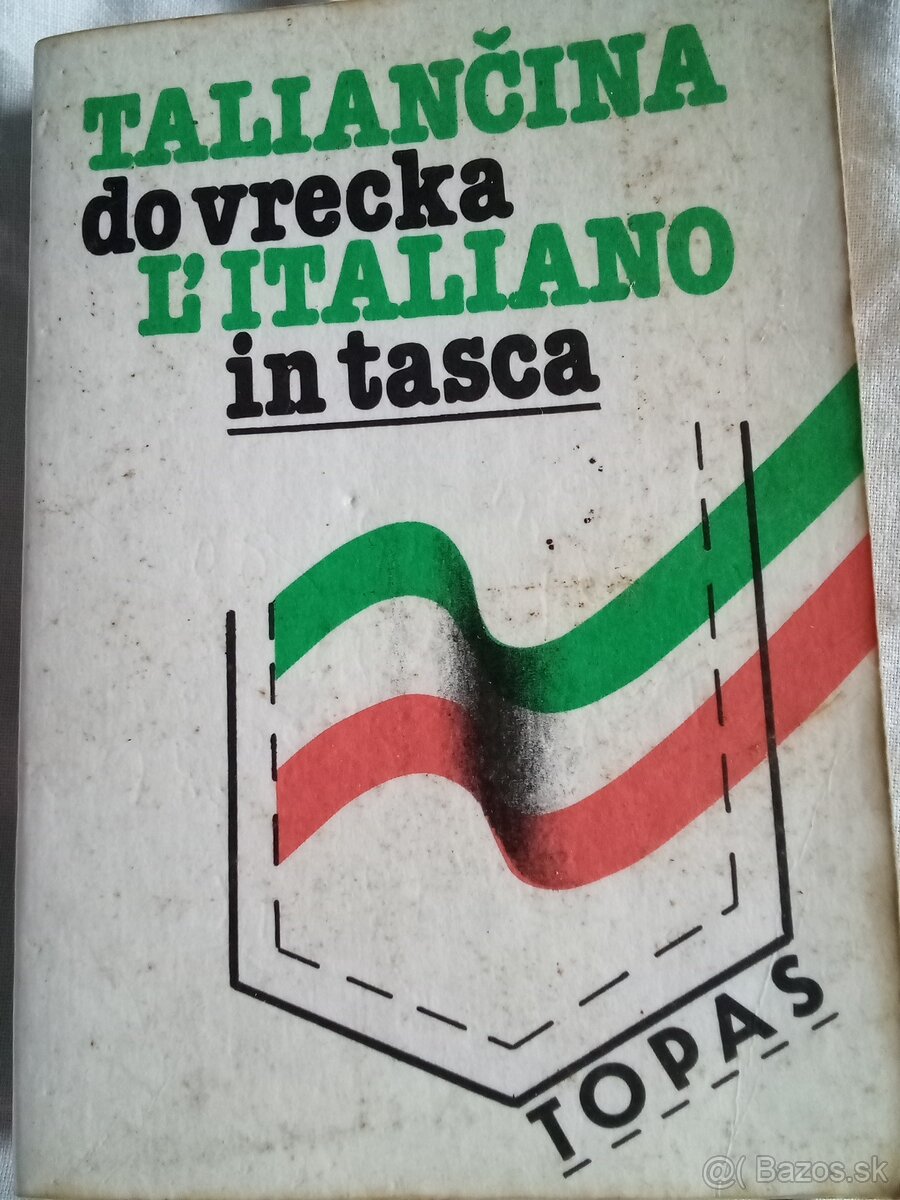 TALIANČINA
do vrecka
L'ITALIANO
in tasca
TOPAS
@( Bazos.sk